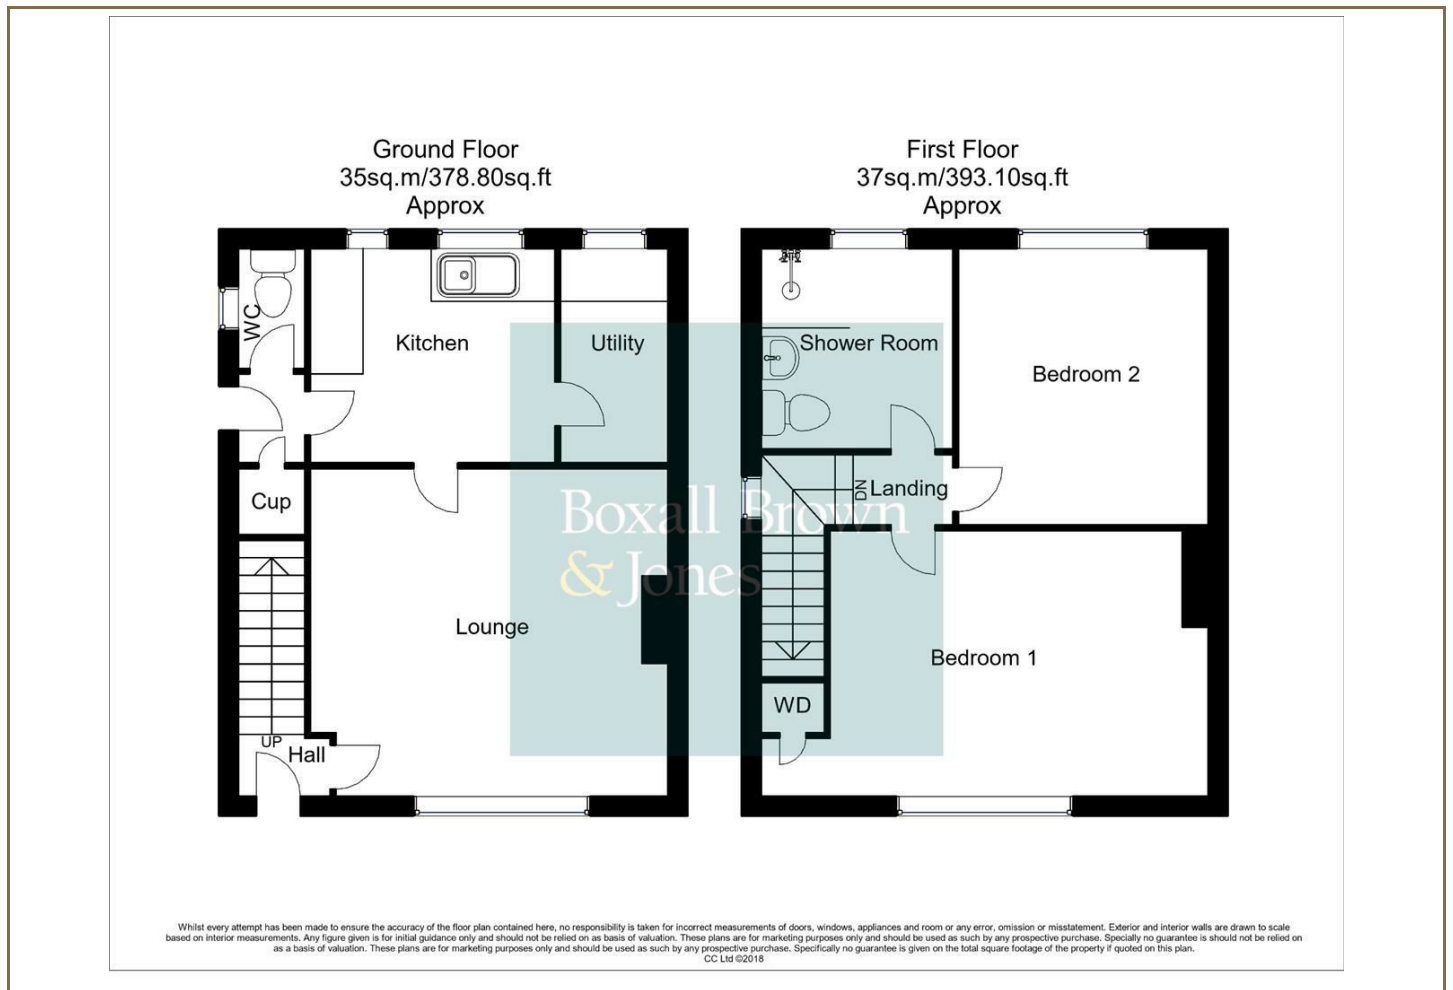 Ground Floor
35sq.m/378.80sq.ft
Approx
First Floor
37sq.m/393.10sq.ft
Approx
WC
Kitchen
Utility
Cup
Lounge
UP
Hall
Shower Room
Bedroom 2
DN
Landing
Bedroom 1
WD
Boxall Brown
& Jones
Whilst every attempt has been made to ensure the accuracy of the floor plan contained here, no responsibility is taken for incorrect measurements of doors, windows, appliances and room or any error, omission or misstatement. Exterior and interior walls are drawn to scale
based on interior measurements. Any figure given is for initial guidance only and should not be relied on as basis of valuation. These plans are for marketing purposes only and should be used as such by any prospective purchase. Specially no guarantee is should not be relied on
as a basis of valuation. These plans are for marketing purposes only and should be used as such by any prospective purchase. Specifically no guarantee is given on the total square footage of the property if quoted on this plan.
CC Ltd ©2018